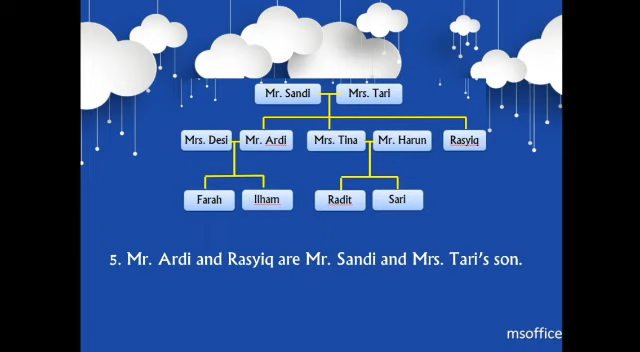 Mr. Sandi Mrs. Tari
Mrs. Desi Mr. Ardi Mrs. Tina Mr. Harun Rasyiq
Farah Ilham Radit Sari
5. Mr. Ardi and Rasyiq are Mr. Sandi and Mrs. Tari's son.
msoffice